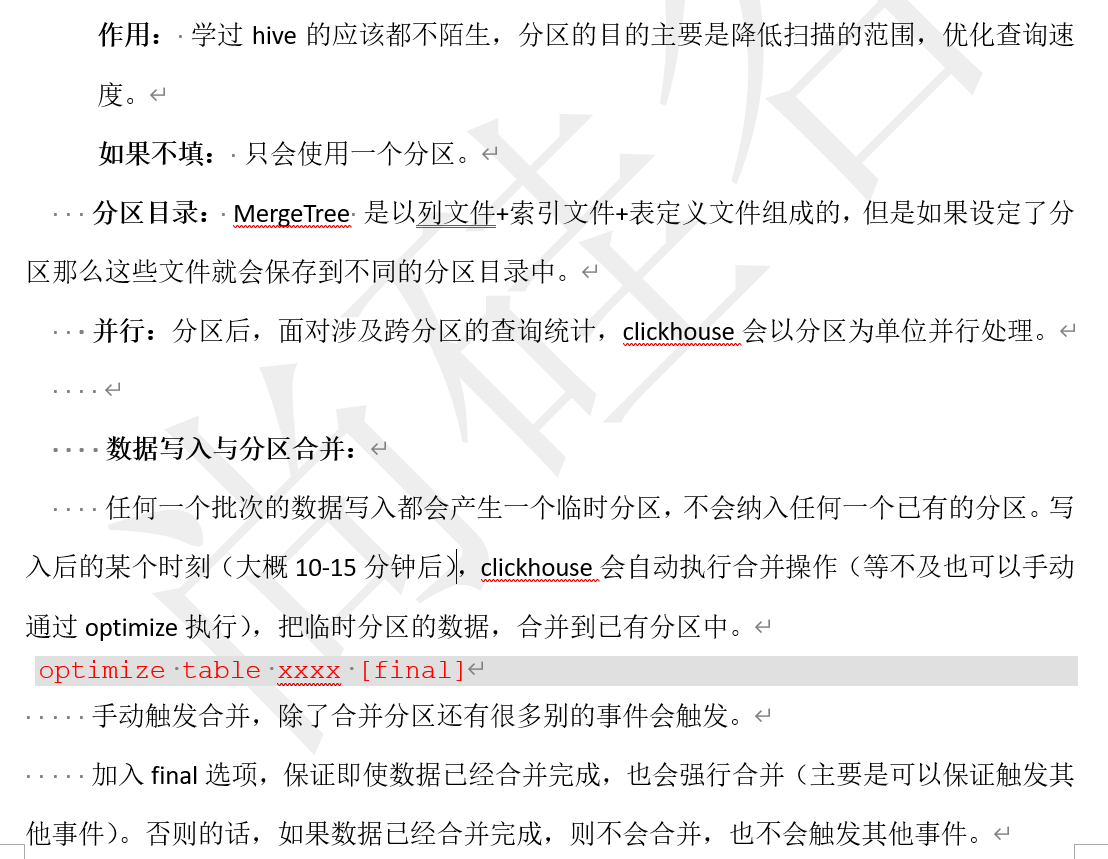 作用： 学过 hive 的应该都不陌生，分区的目的主要是降低扫描的范围，优化查询速
度。
如果不填： 只会使用一个分区。
分区目录： MergeTree 是以列文件+索引文件+表定义文件组成的，但是如果设定了分
区那么这些文件就会保存到不同的分区目录中。
并行：分区后，面对涉及跨分区的查询统计，clickhouse 会以分区为单位并行处理。
数据写入与分区合并：
任何一个批次的数据写入都会产生一个临时分区，不会纳入任何一个已有的分区。写
入后的某个时刻（大概 10-15 分钟后），clickhouse 会自动执行合并操作（等不及也可以手动
通过 optimize 执行），把临时分区的数据，合并到已有分区中。
optimize table xxxx [final]
手动触发合并，除了合并分区还有很多别的事件会触发。
加入 final 选项，保证即使数据已经合并完成，也会强行合并（主要是可以保证触发其
他事件）。否则的话，如果数据已经合并完成，则不会合并，也不会触发其他事件。
尚硅谷